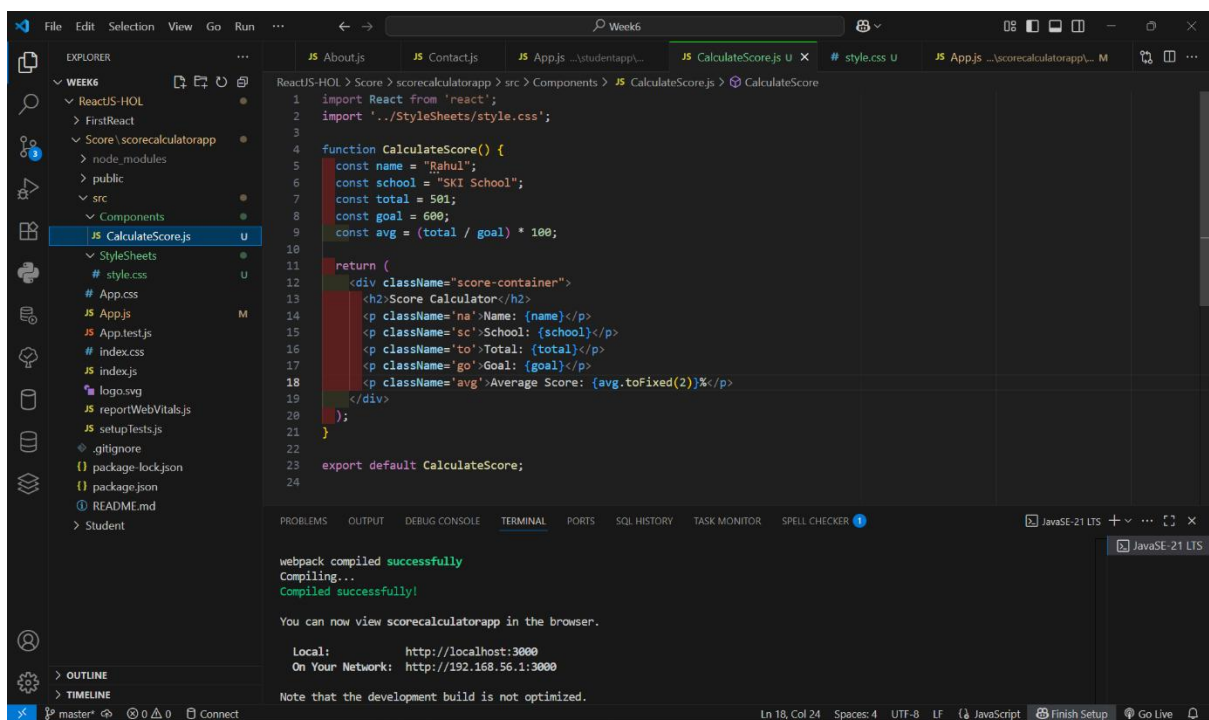 File Edit Selection View Go Run ... Week6
EXPLORER ...
WEEK6
ReactJS-HOL
FirstReact
Score \ scorecalculatorapp
node_modules
public
src
Components
JS CalculateScore.js U
StyleSheets
# style.css U
# App.css
JS App.js M
JS App.test.js
# index.css
JS index.js
logo.svg
JS reportWebVitals.js
JS setupTests.js
.gitignore
{} package-lock.json
{} package.json
README.md
Student
OUTLINE
TIMELINE
3
JS About.js JS Contact.js JS App.js ...\studentapp\... JS CalculateScore.js U # style.css U JS App.js ...\scorecalculatorapp\... M
ReactJS-HOL > Score > scorecalculatorapp > src > Components > JS CalculateScore.js > CalculateScore
1 import React from 'react';
2 import '../StyleSheets/style.css';
3
4 function CalculateScore() {
5 const name = "Rahul";
6 const school = "SKI School";
7 const total = 501;
8 const goal = 600;
9 const avg = (total / goal) * 100;
10
11 return (
12 <div className="score-container">
13 <h2>Score Calculator</h2>
14 <p className='na'>Name: {name}</p>
15 <p className='sc'>School: {school}</p>
16 <p className='to'>Total: {total}</p>
17 <p className='go'>Goal: {goal}</p>
18 <p className='avg'>Average Score: {avg.toFixed(2)}%</p>
19 </div>
20 );
21 }
22
23 export default CalculateScore;
24
PROBLEMS OUTPUT DEBUG CONSOLE TERMINAL PORTS SQL HISTORY TASK MONITOR SPELL CHECKER 1 JavaSE-21 LTS
JavaSE-21 LTS
webpack compiled successfully
Compiling...
Compiled successfully!
You can now view scorecalculatorapp in the browser.
Local: http://localhost:3000
On Your Network: http://192.168.56.1:3000
Note that the development build is not optimized.
master* 0 0 Connect Ln 18, Col 24 Spaces: 4 UTF-8 LF {} JavaScript Finish Setup Go Live